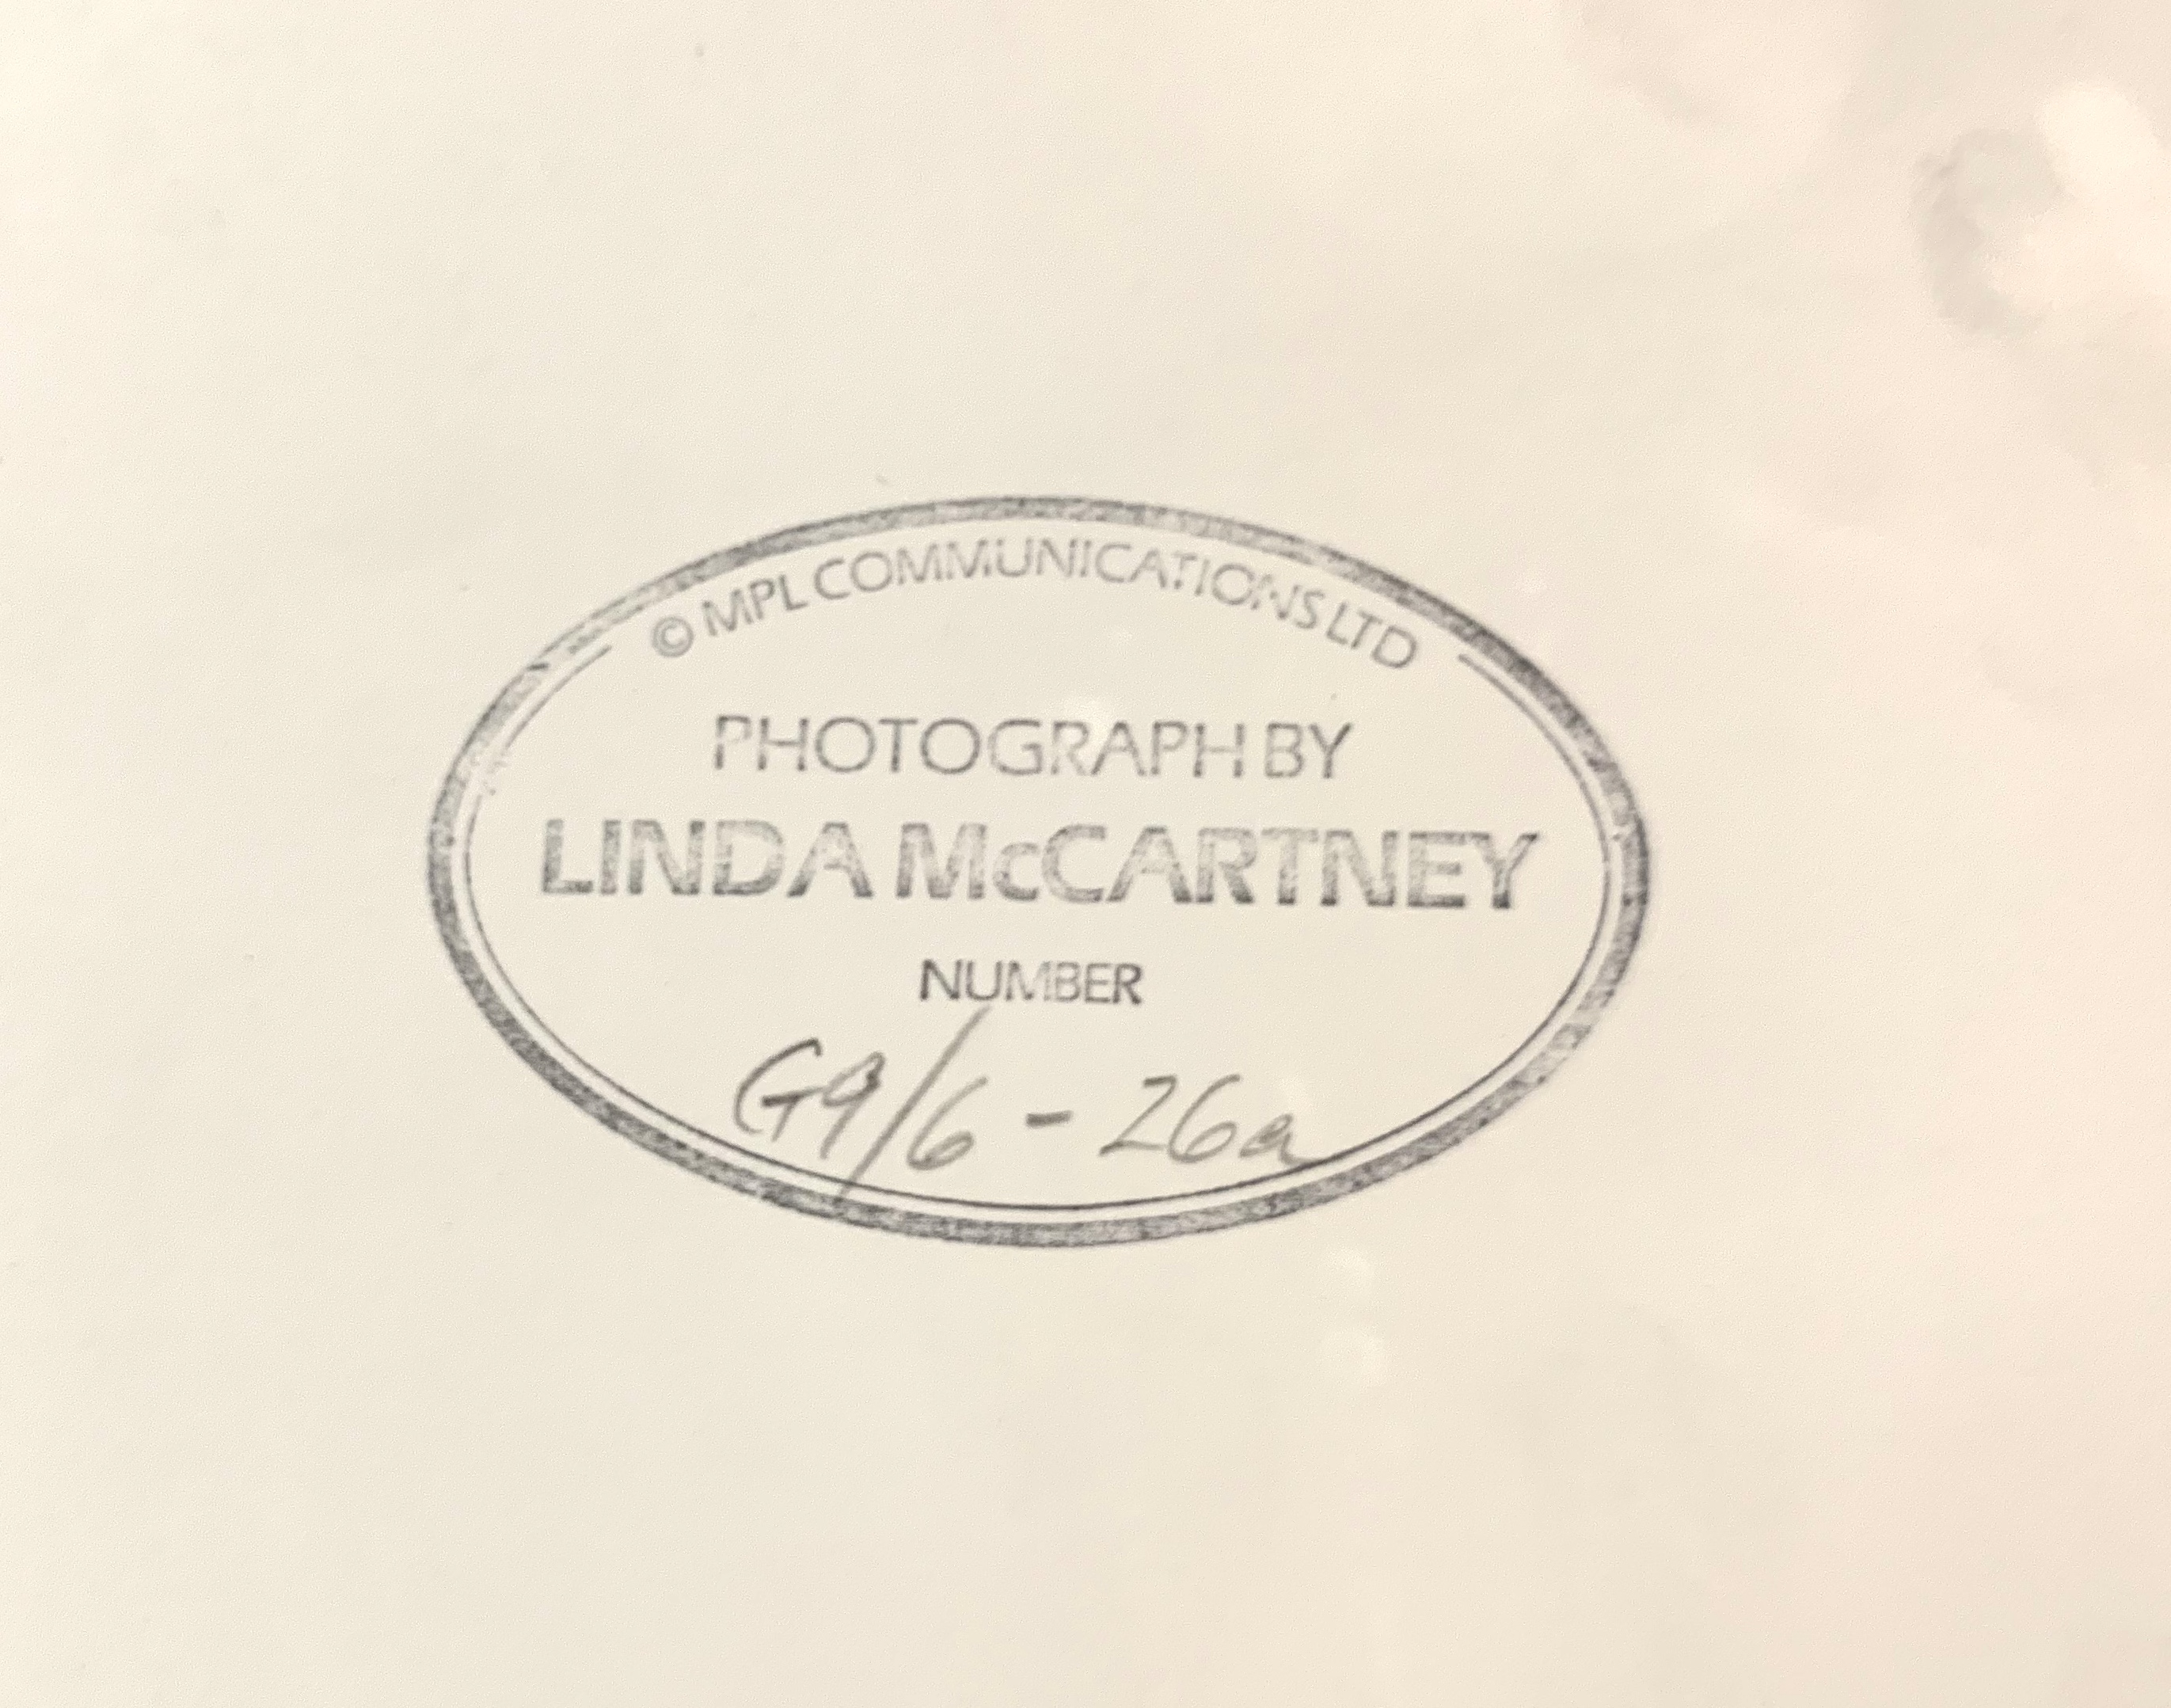 © MPL COMMUNICATIONS LTD
PHOTOGRAPH BY
LINDA McCARTNEY
NUMBER
G9/6 - 26a